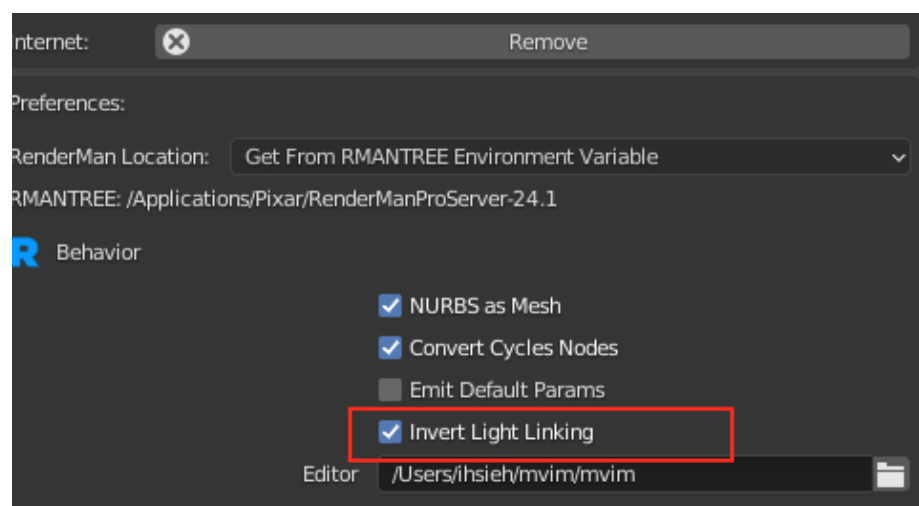 nternet: Remove
Preferences:
RenderMan Location: Get From RMANTREE Environment Variable
RMANTREE: /Applications/Pixar/RenderManProServer-24.1
R Behavior
NURBS as Mesh
Convert Cycles Nodes
Emit Default Params
Invert Light Linking
Editor /Users/ihsieh/mvim/mvim